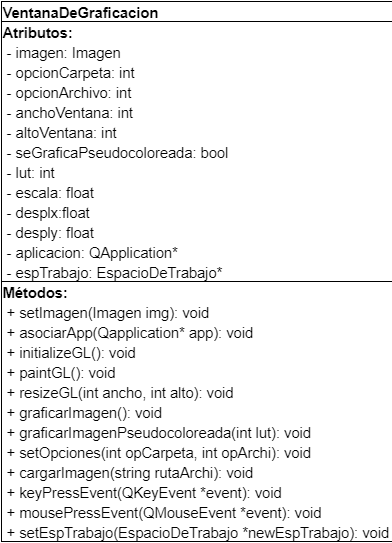 VentanaDeGraficacion
Atributos:
- imagen: Imagen
- opcionCarpeta: int
- opcionArchivo: int
- anchoVentana: int
- altoVentana: int
- seGraficaPseudocoloreada: bool
- lut: int
- escala: float
- desplx:float
- desply: float
- aplicacion: QApplication*
- espTrabajo: EspacioDeTrabajo*
Métodos:
+ setImagen(Imagen img): void
+ asociarApp(Qapplication* app): void
+ initializeGL(): void
+ paintGL(): void
+ resizeGL(int ancho, int alto): void
+ graficarImagen(): void
+ graficarImagenPseudocoloreada(int lut): void
+ setOpciones(int opCarpeta, int opArchi): void
+ cargarImagen(string rutaArchi): void
+ keyPressEvent(QKeyEvent *event): void
+ mousePressEvent(QMouseEvent *event): void
+ setEspTrabajo(EspacioDeTrabajo *newEspTrabajo): void